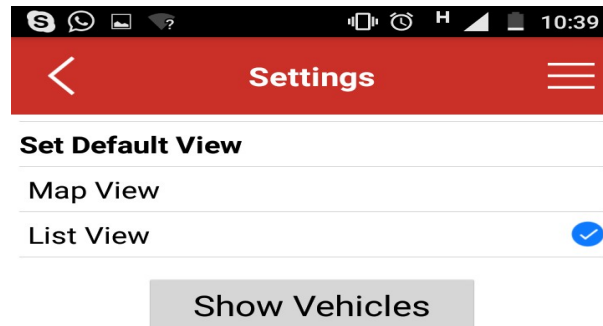 H 10:39
Settings
Set Default View
Map View
List View
Show Vehicles